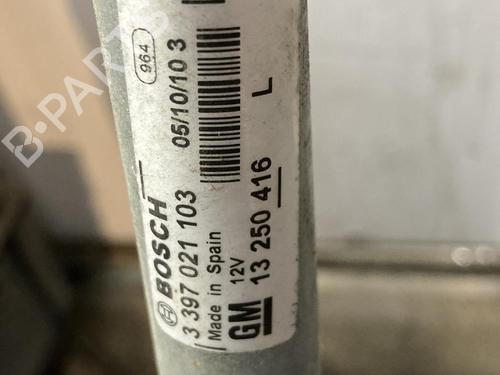 964
05/10/10 3
BOSCH
3 397 021 103
Made in Spain
12V
GM 13 250 416 L
B-PARTS